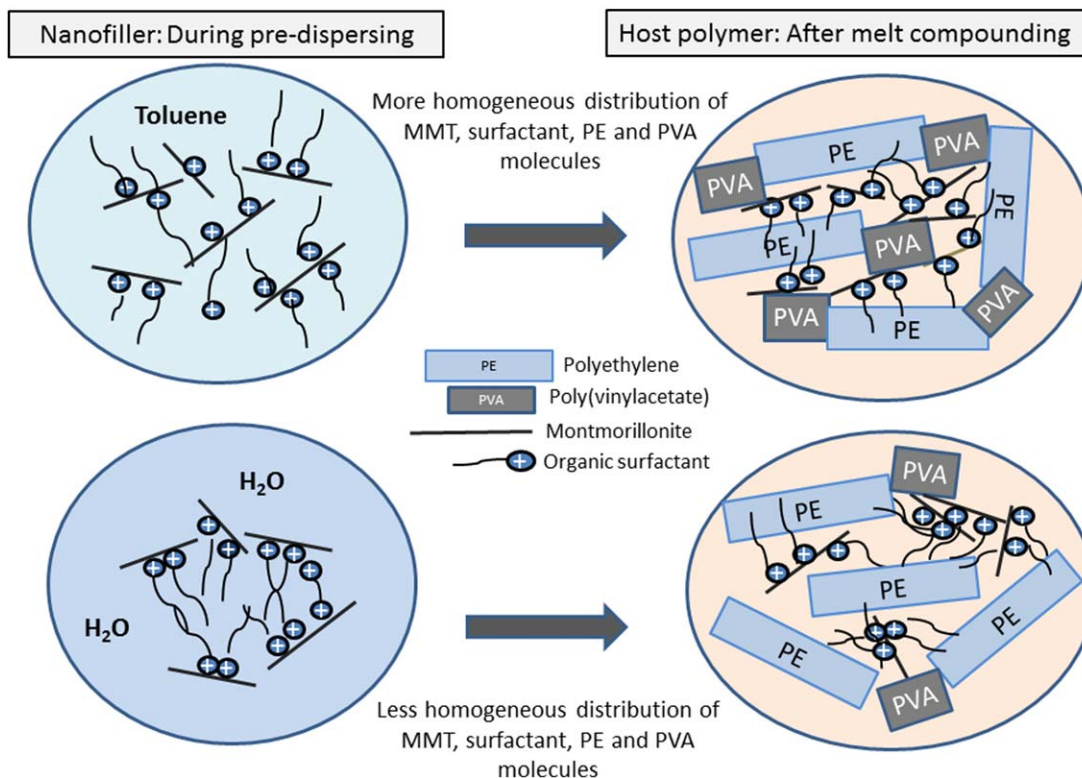 Nanofiller: During pre-dispersing
Host polymer: After melt compounding
Toluene
More homogeneous distribution of
MMT, surfactant, PE and PVA
molecules
PE
PVA
PVA
PE
PE
PVA
PVA
PE
PVA
PE
Polyethylene
PVA
Poly(vinylacetate)
Montmorillonite
+
Organic surfactant
H₂O
H₂O
PVA
PE
PE
PE
PE
PVA
Less homogeneous distribution of
MMT, surfactant, PE and PVA
molecules